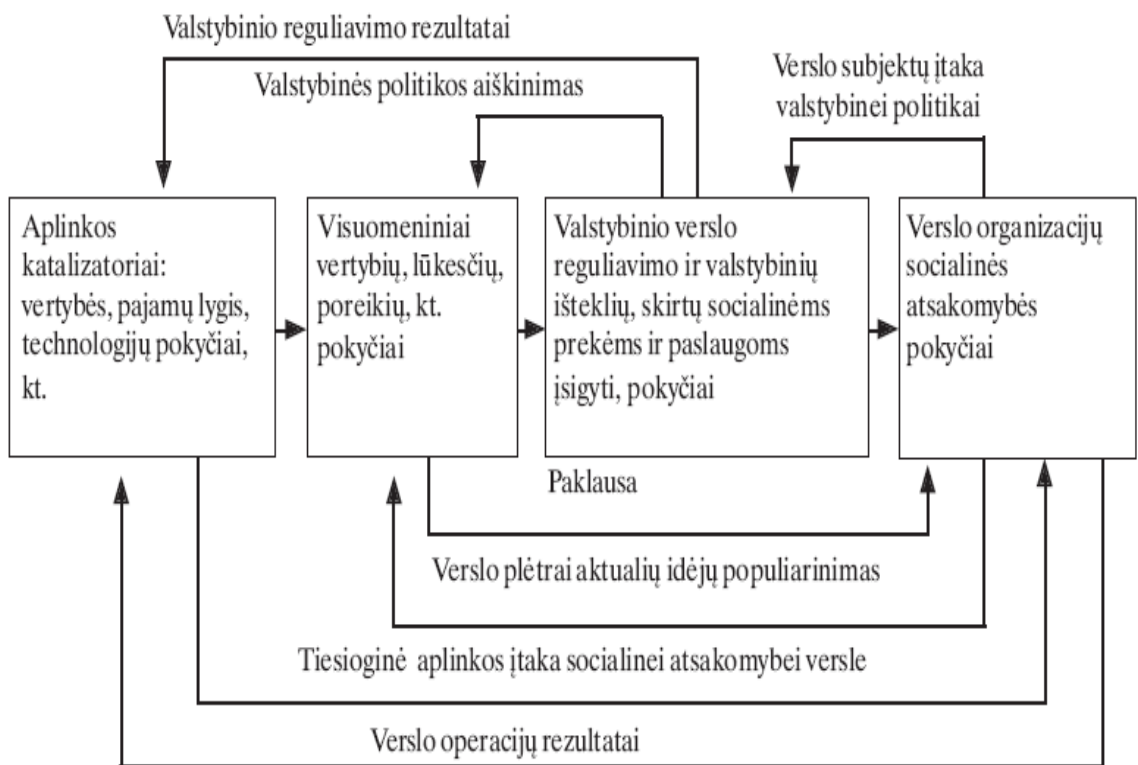 Valstybinio reguliavimo rezultatai
Valstybinės politikos aiškinimas
Verslo subjektų įtaka
valstybinei politikai
Aplinkos
katalizatoriai:
vertybės, pajamų lygis,
technologijų pokyčiai,
kt.
Visuomeniniai
vertybių, lūkesčių,
poreikių, kt.
pokyčiai
Valstybinio verslo
reguliavimo ir valstybinių
išteklių, skirtų socialinėms
prekėms ir paslaugoms
įsigyti, pokyčiai
Verslo organizacijų
socialinės
atsakomybės
pokyčiai
Paklausa
Verslo plėtrai aktualių idėjų populiarinimas
Tiesioginė aplinkos įtaka socialinei atsakomybei versle
Verslo operacijų rezultatai